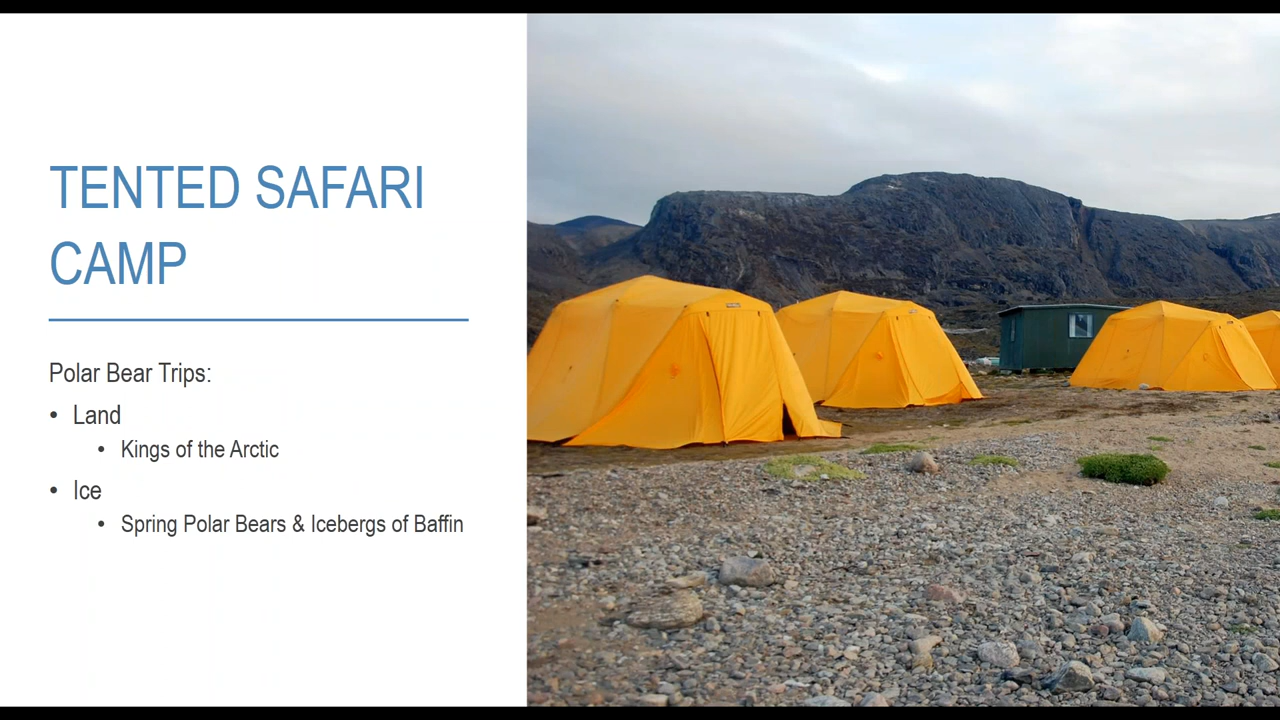 TENTED SAFARI
CAMP
Polar Bear Trips:
• Land
• Kings of the Arctic
• Ice
• Spring Polar Bears & Icebergs of Baffin